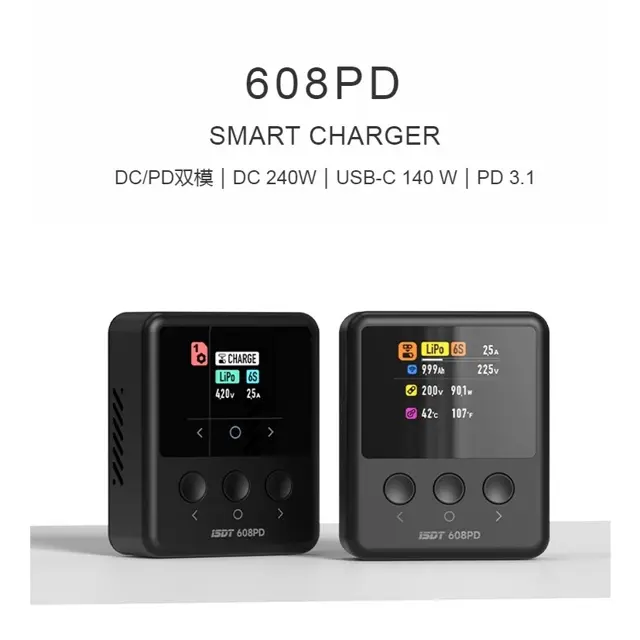 608PD
SMART CHARGER
DC/PD双模 | DC 240W | USB-C 140 W | PD 3.1
1
CHARGE
LiPo 6S
4.20V 2.5A
ISDT 608PD
LiPo 6S 2.5A
9.99Ah 22.5V
20.0V 90.1W
42°C 107°F
ISDT 608PD